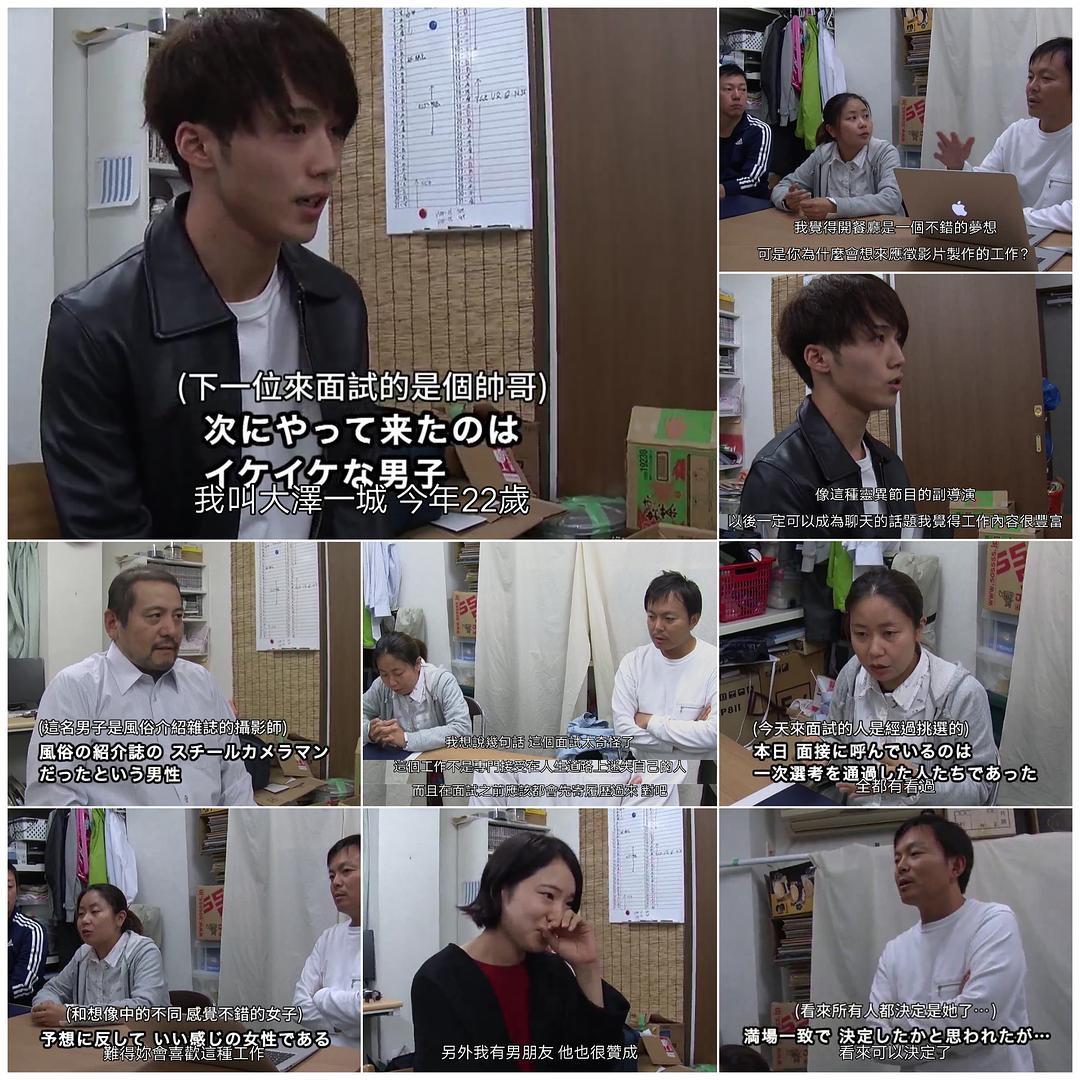 (下一位來面試的是個帥哥)
次にやって来たのは
イケイケな男子
我叫大澤一城 今年22歲
我覺得開餐廳是一個不錯的夢想
可是你為什麼會想來應徵影片製作的工作?
像這種靈異節目的副導演
以後一定可以成為聊天的話題我覺得工作內容很豐富
(這名男子是風俗介紹雜誌的攝影師)
風俗の紹介誌の スチールカメラマン
だったという男性
我想說幾句話 這個面試太奇怪了
這個工作不是專門接受在人生道路上迷失自己的人
而且在面試之前應該都會先寄履歷過來 對吧
(今天來面試的人是經過挑選的)
本日 面接に呼んでいるのは
一次選考を通過した人たちであった
全都有看過
(和想像中的不同 感覺不錯的女子)
予想に反して いい感じの女性である
難得妳會喜歡這種工作
另外我有男朋友 他也很贊成
(看來所有人都決定是她了…)
満場一致で 決定したかと思われたが…
看來可以決定了